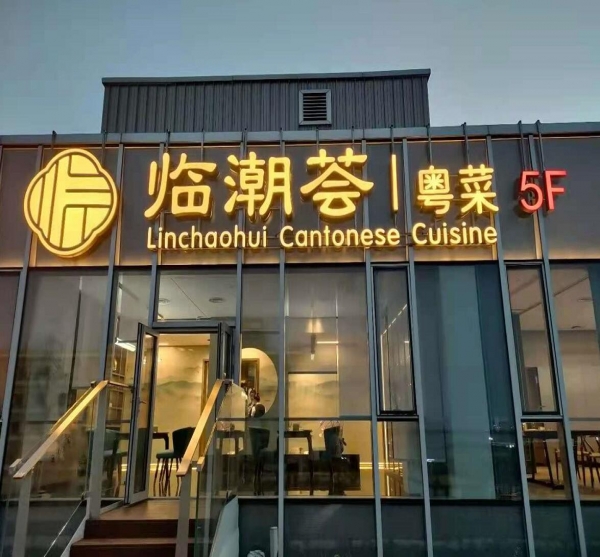 临潮荟 | 粤菜 5F
Linchaohui Cantonese Cuisine